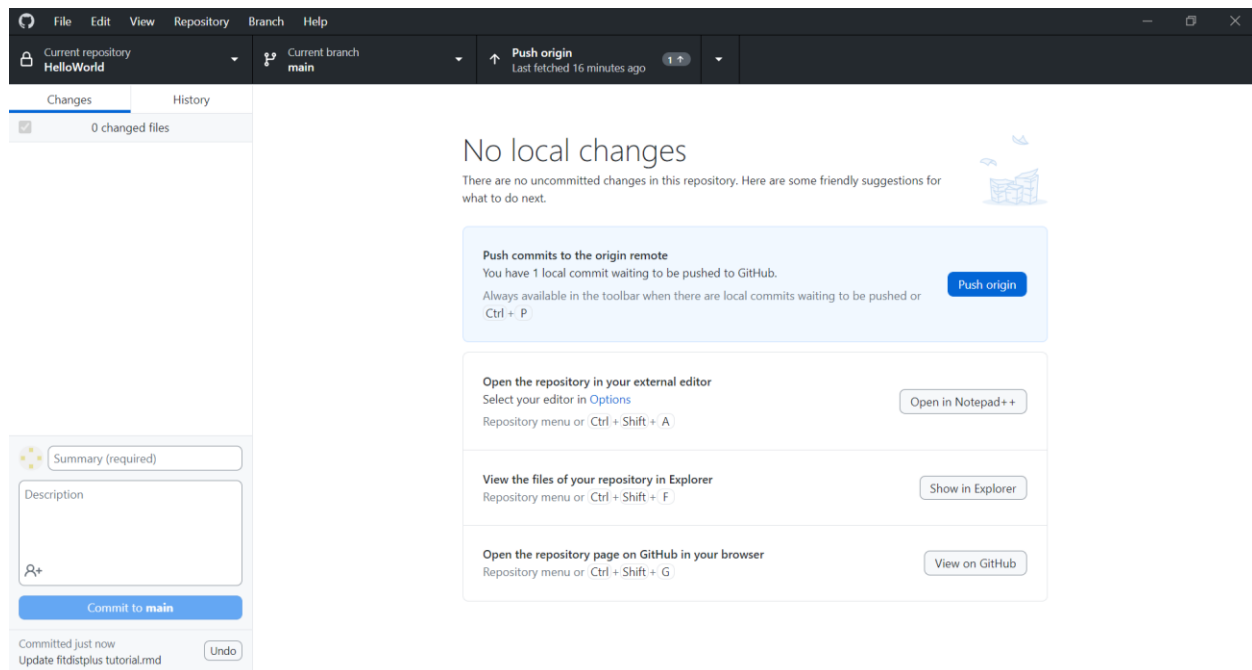 File Edit View Repository Branch Help
Current repository
HelloWorld
Current branch
main
Push origin
Last fetched 16 minutes ago
1
Changes History
0 changed files
No local changes
There are no uncommitted changes in this repository. Here are some friendly suggestions for
what to do next.
Push commits to the origin remote
You have 1 local commit waiting to be pushed to GitHub.
Always available in the toolbar when there are local commits waiting to be pushed or
Ctrl + P
Push origin
Open the repository in your external editor
Select your editor in Options
Repository menu or Ctrl + Shift + A
Open in Notepad++
View the files of your repository in Explorer
Repository menu or Ctrl + Shift + F
Show in Explorer
Open the repository page on GitHub in your browser
Repository menu or Ctrl + Shift + G
View on GitHub
Summary (required)
Description
Commit to main
Committed just now
Update fitdistplus tutorial.rmd
Undo